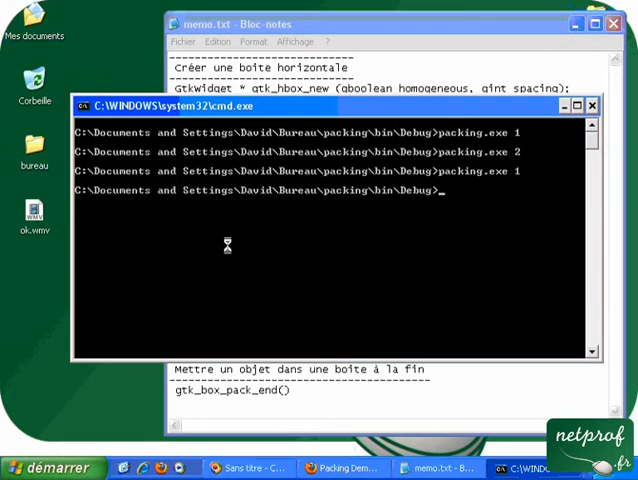 Mes documents
Corbeille
bureau
ok.wmv
memo.txt - Bloc-notes
Fichier Edition Format Affichage ?
------------------------------
Créer une boite horizontale
------------------------------
GtkWidget * gtk_hbox_new (gboolean homogeneous, gint spacing);
C:\WINDOWS\system32\cmd.exe
C:\Documents and Settings\David\Bureau\packing\bin\Debug>packing.exe 1
C:\Documents and Settings\David\Bureau\packing\bin\Debug>packing.exe 2
C:\Documents and Settings\David\Bureau\packing\bin\Debug>packing.exe 1
C:\Documents and Settings\David\Bureau\packing\bin\Debug>_
Mettre un objet dans une boite à la fin
-------------------------------------------
gtk_box_pack_end()
netprof
.fr
démarrer
Sans titre - C...
Packing Dem...
memo.txt - B...
C:\WINDO